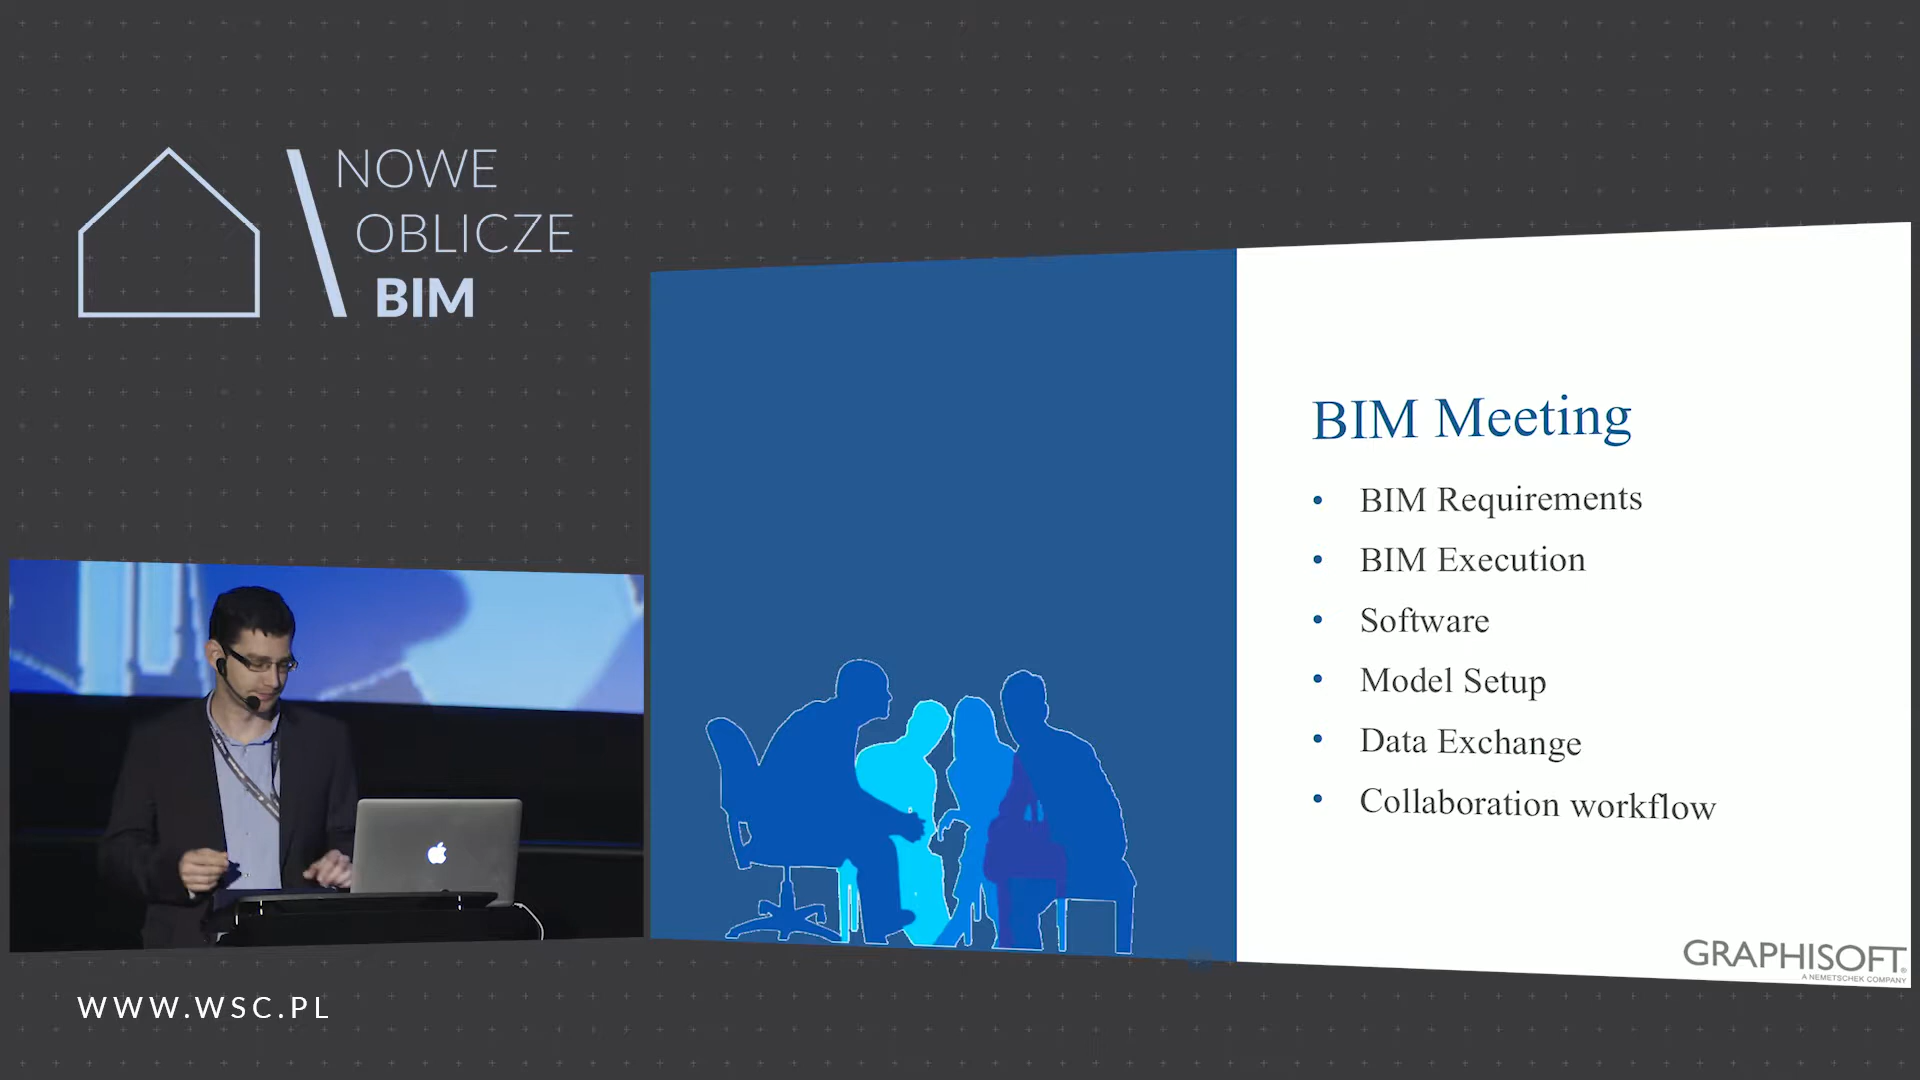 NOWE
OBLICZE
BIM
BIM Meeting
• BIM Requirements
• BIM Execution
• Software
• Model Setup
• Data Exchange
• Collaboration workflow
GRAPHISOFT®
A NEMETSCHEK COMPANY
WWW.WSC.PL